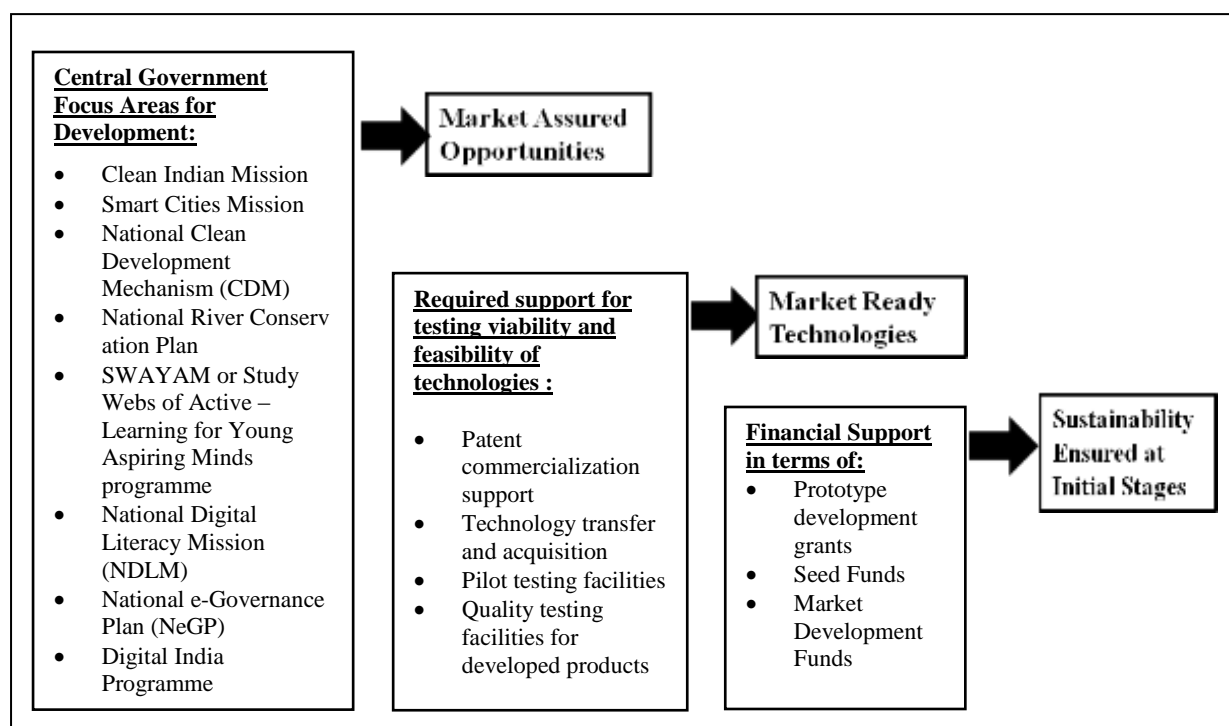 Central Government
Focus Areas for
Development:
• Clean Indian Mission
• Smart Cities Mission
• National Clean
Development
Mechanism (CDM)
• National River Conserv
ation Plan
• SWAYAM or Study
Webs of Active –
Learning for Young
Aspiring Minds
programme
• National Digital
Literacy Mission
(NDLM)
• National e-Governance
Plan (NeGP)
• Digital India
Programme
Market Assured
Opportunities
Required support for
testing viability and
feasibility of
technologies :
• Patent
commercialization
support
• Technology transfer
and acquisition
• Pilot testing facilities
• Quality testing
facilities for
developed products
Market Ready
Technologies
Financial Support
in terms of:
• Prototype
development
grants
• Seed Funds
• Market
Development
Funds
Sustainability
Ensured at
Initial Stages